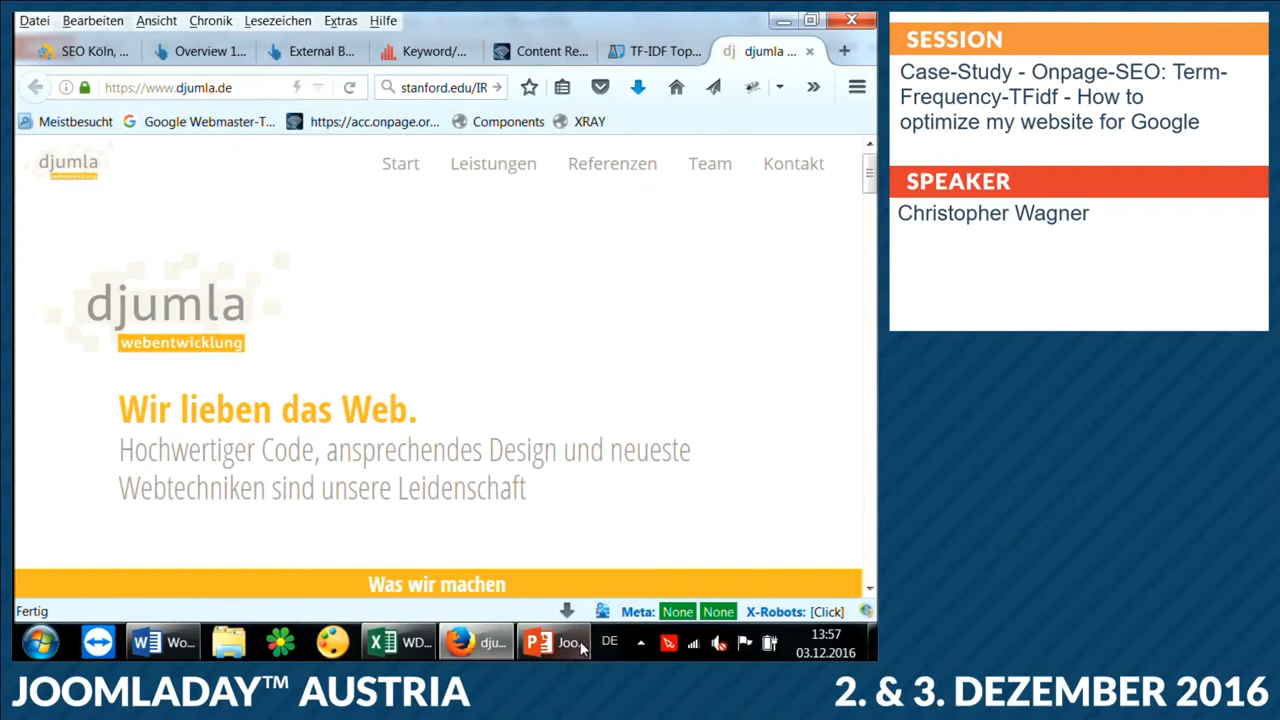 Datei Bearbeiten Ansicht Chronik Lesezeichen Extras Hilfe
SEO Köln, ... Overview 1... External B... Keyword/... Content Re... TF-IDF Top... dj djumla ...
https://www.djumla.de stanford.edu/IR
Meistbesucht Google Webmaster-T... https://acc.onpage.or... Components XRAY
djumla
webentwicklung
Start Leistungen Referenzen Team Kontakt
djumla
webentwicklung
Wir lieben das Web.
Hochwertiger Code, ansprechendes Design und neueste
Webtechniken sind unsere Leidenschaft
Was wir machen
Fertig Meta: None None X-Robots: [Click]
Wo... WD... dju... Joo... DE
13:57
03.12.2016
SESSION
Case-Study - Onpage-SEO: Term-
Frequency-TFidf - How to
optimize my website for Google
SPEAKER
Christopher Wagner
JOOMLADAY™ AUSTRIA 2. & 3. DEZEMBER 2016